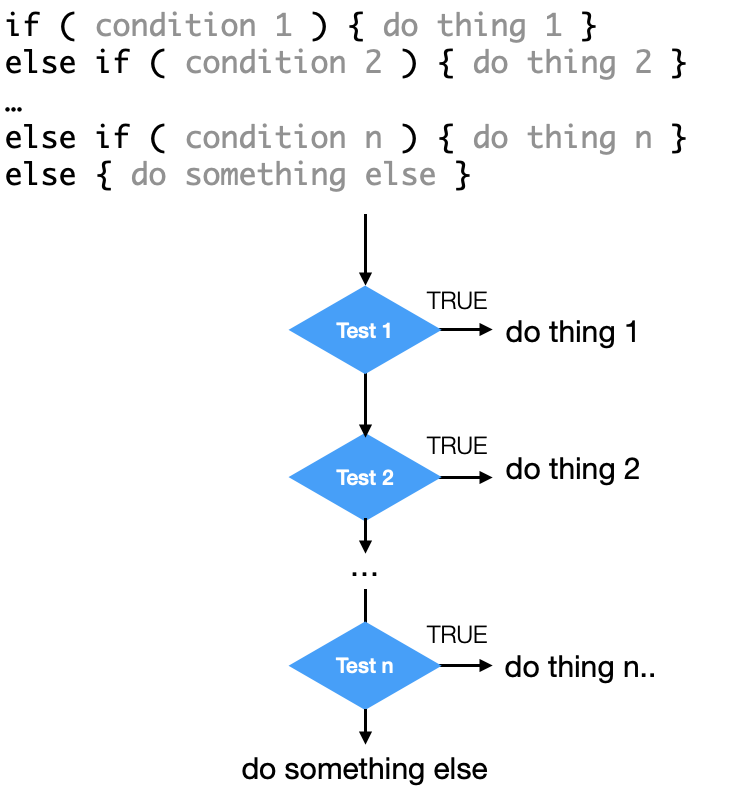 if ( condition 1 ) { do thing 1 }
else if ( condition 2 ) { do thing 2 }
…
else if ( condition n ) { do thing n }
else { do something else }
TRUE
Test 1
do thing 1
TRUE
Test 2
do thing 2
...
TRUE
Test n
do thing n..
do something else